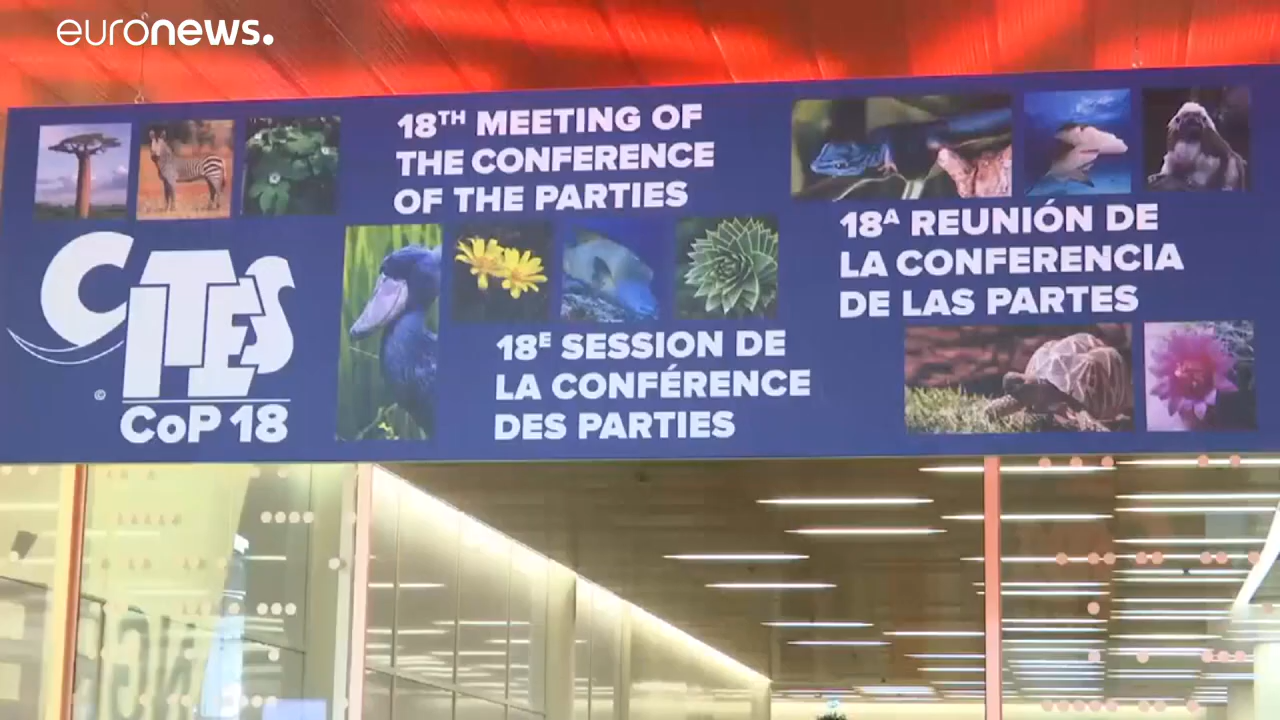 euronews.
18TH MEETING OF
THE CONFERENCE
OF THE PARTIES
18A REUNIÓN DE
LA CONFERENCIA
DE LAS PARTES
CITES
©
CoP 18
18E SESSION DE
LA CONFÉRENCE
DES PARTIES